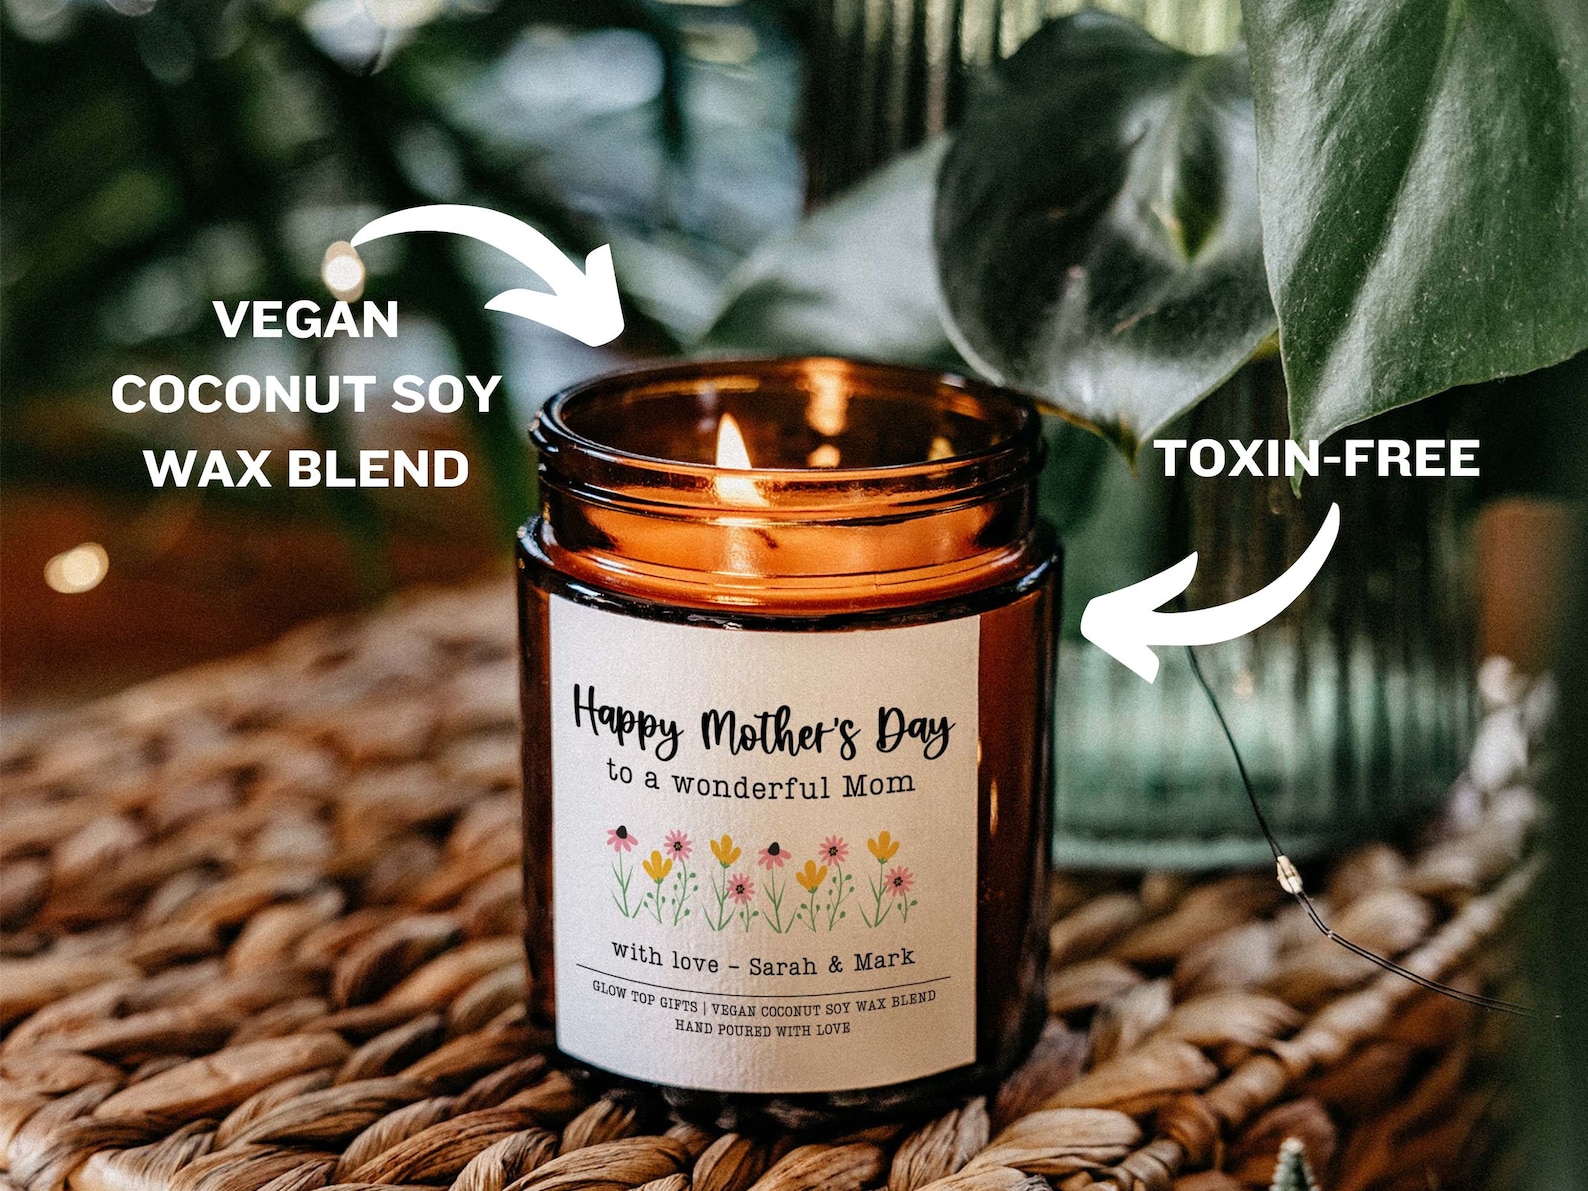 VEGAN
COCONUT SOY
WAX BLEND
TOXIN-FREE
Happy Mother's Day
to a wonderful Mom
with love - Sarah & Mark
GLOW TOP GIFTS | VEGAN COCONUT SOY WAX BLEND
HAND POURED WITH LOVE